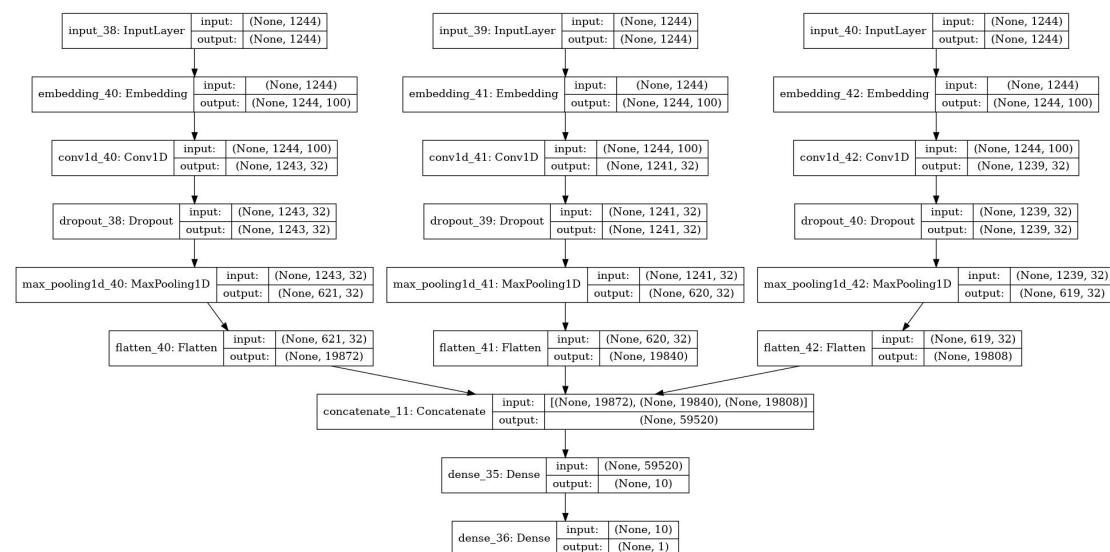 input_38: InputLayer input: (None, 1244) output: (None, 1244)
input_39: InputLayer input: (None, 1244) output: (None, 1244)
input_40: InputLayer input: (None, 1244) output: (None, 1244)
embedding_40: Embedding input: (None, 1244) output: (None, 1244, 100)
embedding_41: Embedding input: (None, 1244) output: (None, 1244, 100)
embedding_42: Embedding input: (None, 1244) output: (None, 1244, 100)
conv1d_40: Conv1D input: (None, 1244, 100) output: (None, 1243, 32)
conv1d_41: Conv1D input: (None, 1244, 100) output: (None, 1241, 32)
conv1d_42: Conv1D input: (None, 1244, 100) output: (None, 1239, 32)
dropout_38: Dropout input: (None, 1243, 32) output: (None, 1243, 32)
dropout_39: Dropout input: (None, 1241, 32) output: (None, 1241, 32)
dropout_40: Dropout input: (None, 1239, 32) output: (None, 1239, 32)
max_pooling1d_40: MaxPooling1D input: (None, 1243, 32) output: (None, 621, 32)
max_pooling1d_41: MaxPooling1D input: (None, 1241, 32) output: (None, 620, 32)
max_pooling1d_42: MaxPooling1D input: (None, 1239, 32) output: (None, 619, 32)
flatten_40: Flatten input: (None, 621, 32) output: (None, 19872)
flatten_41: Flatten input: (None, 620, 32) output: (None, 19840)
flatten_42: Flatten input: (None, 619, 32) output: (None, 19808)
concatenate_11: Concatenate input: [(None, 19872), (None, 19840), (None, 19808)] output: (None, 59520)
dense_35: Dense input: (None, 59520) output: (None, 10)
dense_36: Dense input: (None, 10) output: (None, 1)